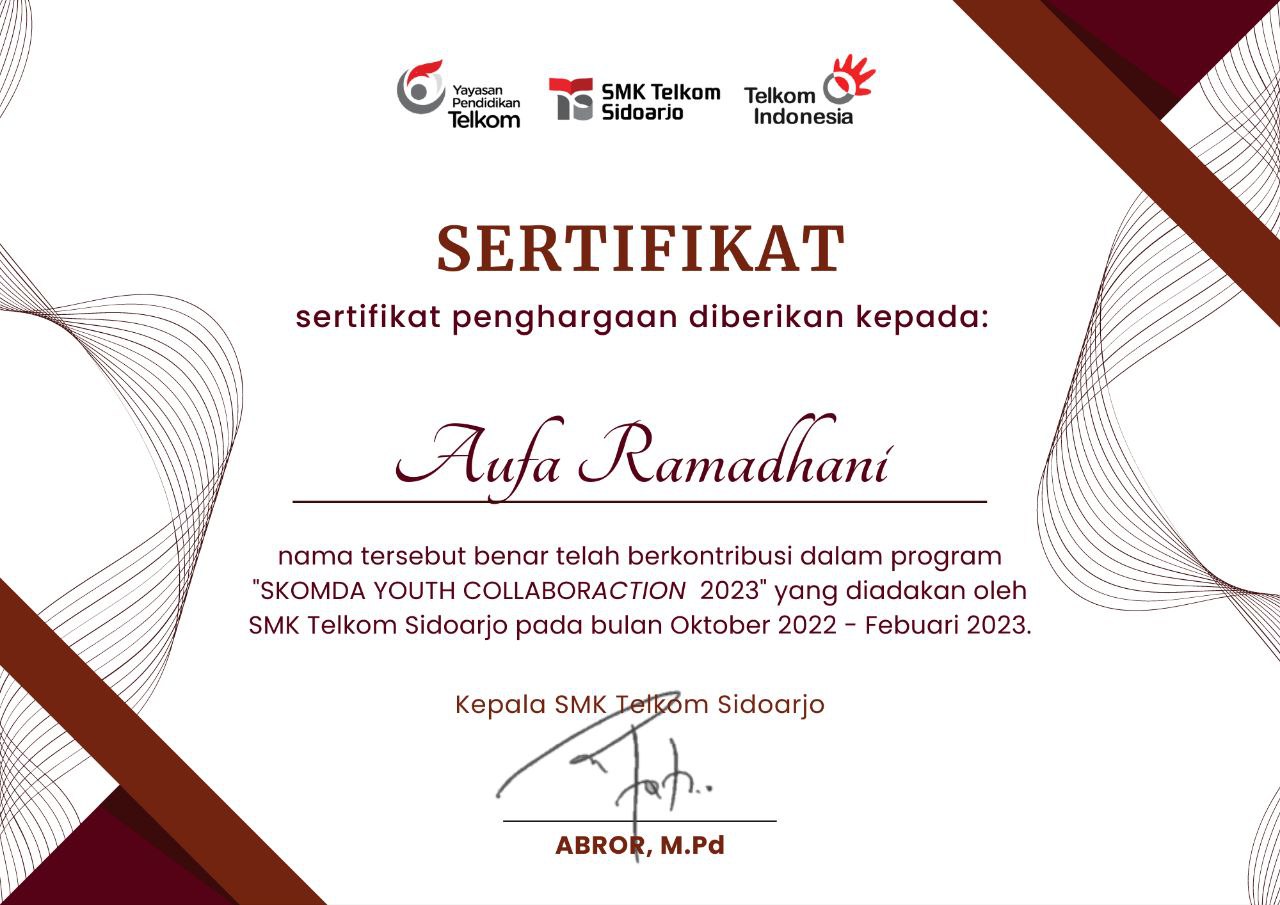 Yayasan
Pendidikan
Telkom
SMK Telkom
Sidoarjo
Telkom
Indonesia
SERTIFIKAT
sertifikat penghargaan diberikan kepada:
Aufa Ramadhani
nama tersebut benar telah berkontribusi dalam program
"SKOMDA YOUTH COLLABORACTION 2023" yang diadakan oleh
SMK Telkom Sidoarjo pada bulan Oktober 2022 - Febuari 2023.
Kepala SMK Telkom Sidoarjo
ABROR, M.Pd